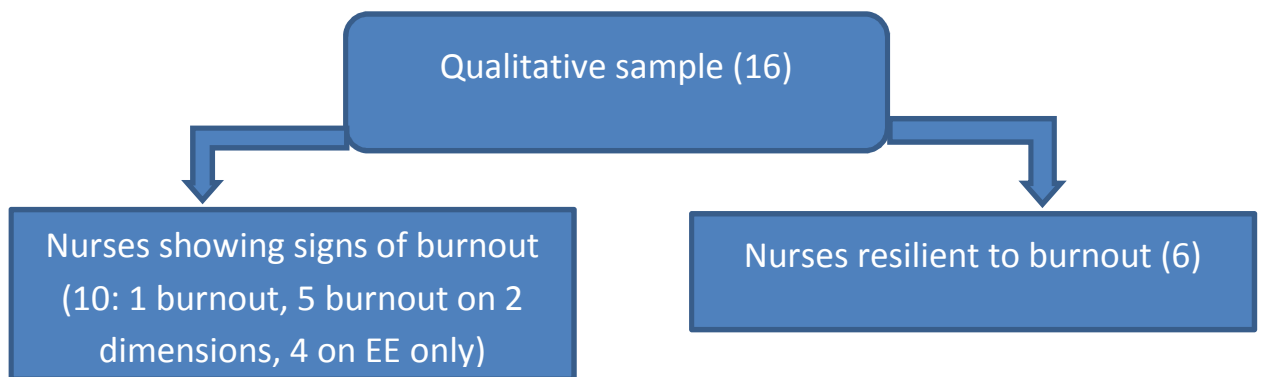 Qualitative sample (16)
Nurses showing signs of burnout
(10: 1 burnout, 5 burnout on 2
dimensions, 4 on EE only)
Nurses resilient to burnout (6)